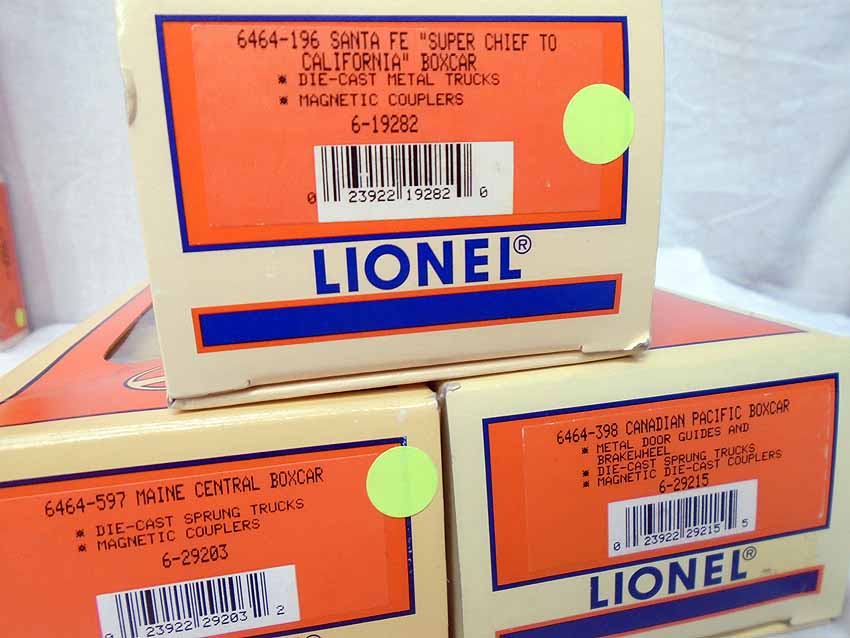 6464-196 SANTA FE "SUPER CHIEF TO
CALIFORNIA" BOXCAR
* DIE-CAST METAL TRUCKS
* MAGNETIC COUPLERS
6-19282
0 23922 19282 0
LIONEL®
6464-597 MAINE CENTRAL BOXCAR
* DIE-CAST SPRUNG TRUCKS
* MAGNETIC COUPLERS
6-29203
0 23922 29203 2
6464-398 CANADIAN PACIFIC BOXCAR
* METAL DOOR GUIDES AND
BRAKEWHEEL
* DIE-CAST SPRUNG TRUCKS
* MAGNETIC DIE-CAST COUPLERS
6-29215
0 23922 29215 5
LIONEL®